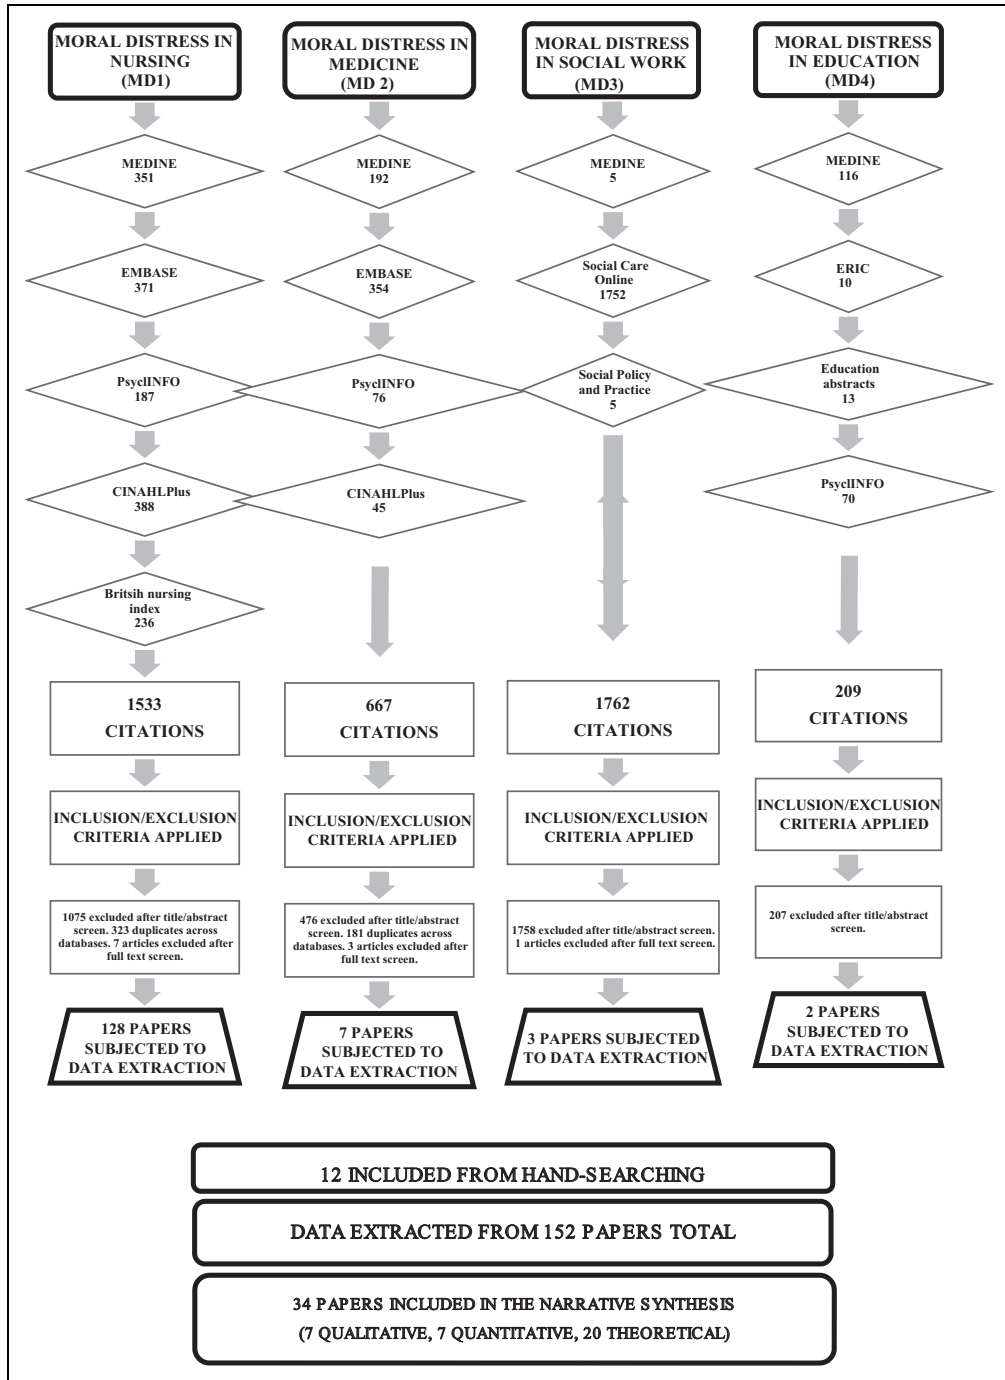 MORAL DISTRESS IN
NURSING
(MD1)
MEDINE
351
EMBASE
371
PsyclINFO
187
CINAHLPlus
388
Britsih nursing
index
236
1533
CITATIONS
INCLUSION/EXCLUSION
CRITERIA APPLIED
1075 excluded after title/abstract
screen. 323 duplicates across
databases. 7 articles excluded after
full text screen.
128 PAPERS
SUBJECTED TO
DATA EXTRACTION
MORAL DISTRESS IN
MEDICINE
(MD 2)
MEDINE
192
EMBASE
354
PsyclINFO
76
CINAHLPlus
45
667
CITATIONS
INCLUSION/EXCLUSION
CRITERIA APPLIED
476 excluded after title/abstract
screen. 181 duplicates across
databases. 3 articles excluded after
full text screen.
7 PAPERS
SUBJECTED TO
DATA EXTRACTION
MORAL DISTRESS
IN SOCIAL WORK
(MD3)
MEDINE
5
Social Care
Online
1752
Social Policy
and Practice
5
1762
CITATIONS
INCLUSION/EXCLUSION
CRITERIA APPLIED
1758 excluded after title/abstract screen.
1 articles excluded after full text screen.
3 PAPERS SUBJECTED
TO DATA EXTRACTION
MORAL DISTRESS
IN EDUCATION
(MD4)
MEDINE
116
ERIC
10
Education
abstracts
13
PsyclINFO
70
209
CITATIONS
INCLUSION/EXCLUSION
CRITERIA APPLIED
207 excluded after title/abstract
screen.
2 PAPERS
SUBJECTED TO
DATA EXTRACTION
12 INCLUDED FROM HAND-SEARCHING
DATA EXTRACTED FROM 152 PAPERS TOTAL
34 PAPERS INCLUDED IN THE NARRATIVE SYNTHESIS
(7 QUALITATIVE, 7 QUANTITATIVE, 20 THEORETICAL)